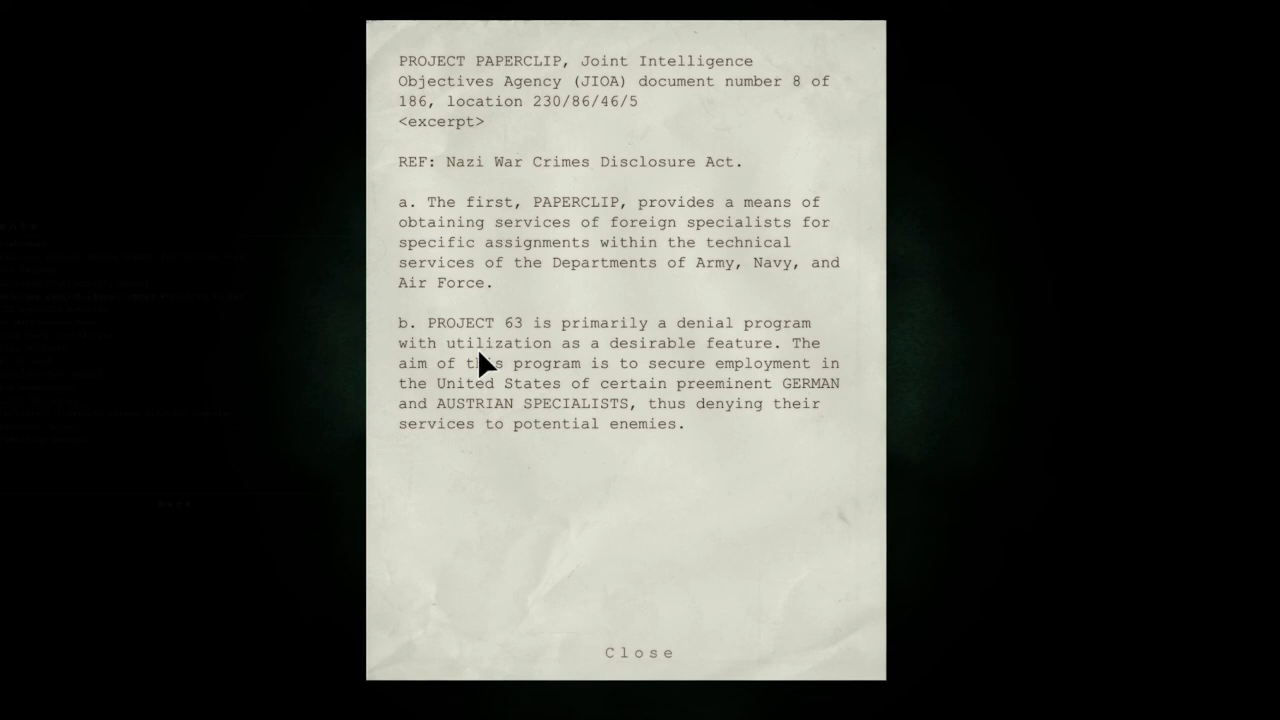 PROJECT PAPERCLIP, Joint Intelligence
Objectives Agency (JIOA) document number 8 of
186, location 230/86/46/5
<excerpt>
REF: Nazi War Crimes Disclosure Act.
a. The first, PAPERCLIP, provides a means of
obtaining services of foreign specialists for
specific assignments within the technical
services of the Departments of Army, Navy, and
Air Force.
b. PROJECT 63 is primarily a denial program
with utilization as a desirable feature. The
aim of this program is to secure employment in
the United States of certain preeminent GERMAN
and AUSTRIAN SPECIALISTS, thus denying their
services to potential enemies.
Close